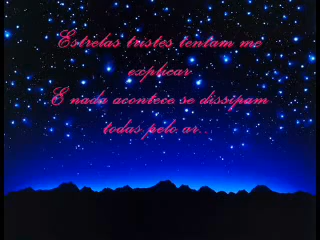 Estrelas tristes tentam me
explicar
E nada acontece se dissipam
todas pelo ar...